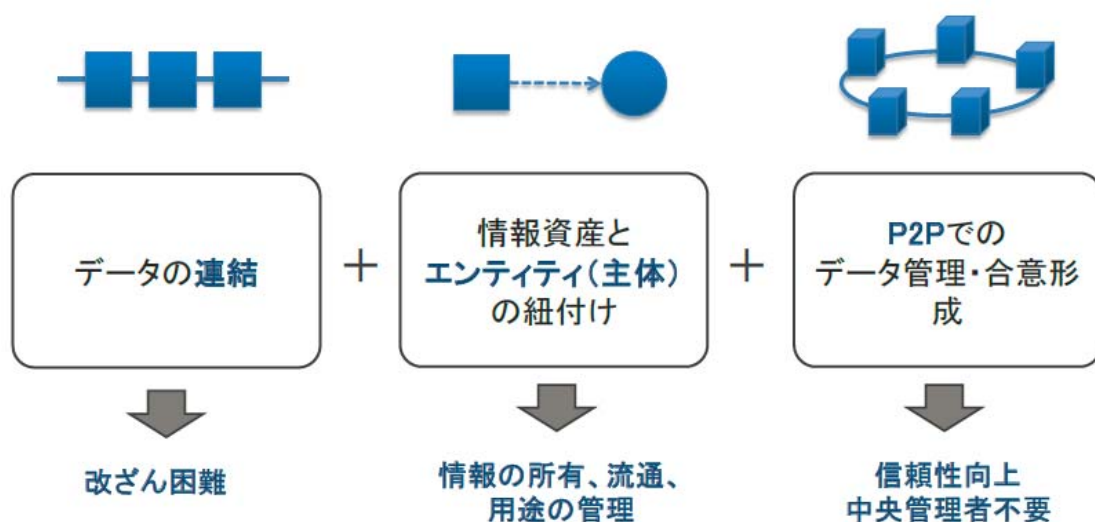 データの連結
+
情報資産と
エンティティ(主体)
の紐付け
+
P2Pでの
データ管理・合意形
成
改ざん困難
情報の所有、流通、
用途の管理
信頼性向上
中央管理者不要